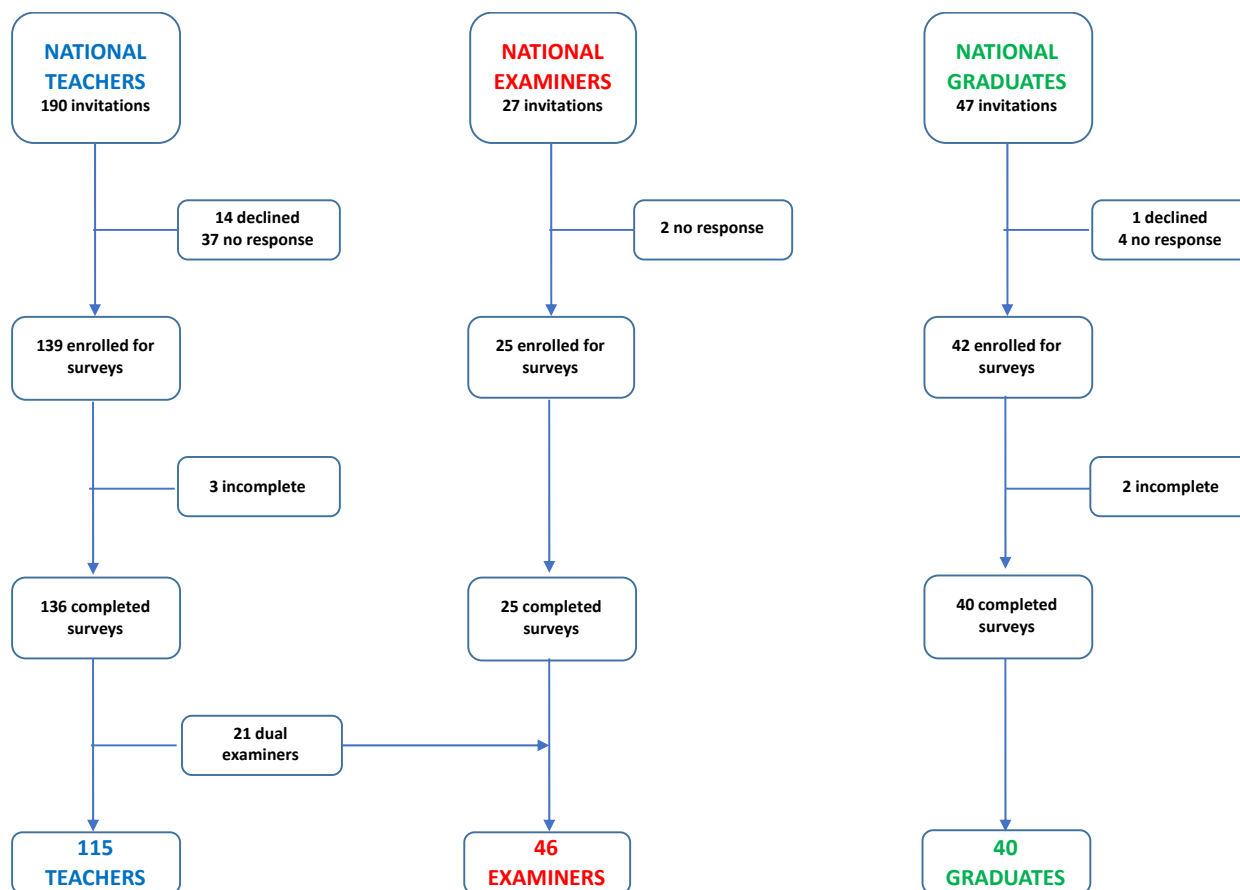 NATIONAL
TEACHERS
190 invitations
NATIONAL
EXAMINERS
27 invitations
NATIONAL
GRADUATES
47 invitations
14 declined
37 no response
2 no response
1 declined
4 no response
139 enrolled for
surveys
25 enrolled for
surveys
42 enrolled for
surveys
3 incomplete
2 incomplete
136 completed
surveys
25 completed
surveys
40 completed
surveys
21 dual
examiners
115
TEACHERS
46
EXAMINERS
40
GRADUATES